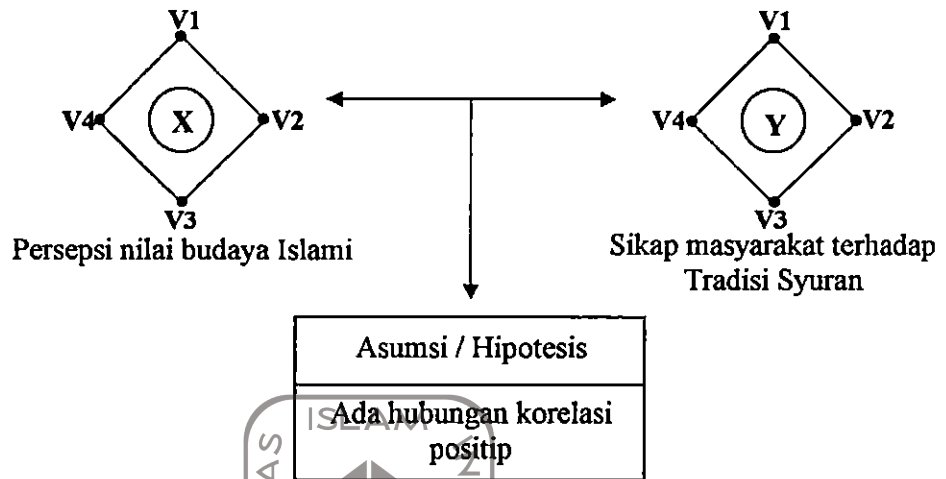 V1
V4 X V2
V3
Persepsi nilai budaya Islami
V1
V4 Y V2
V3
Sikap masyarakat terhadap
Tradisi Syuran
Asumsi / Hipotesis
Ada hubungan korelasi
positip
ISLAM